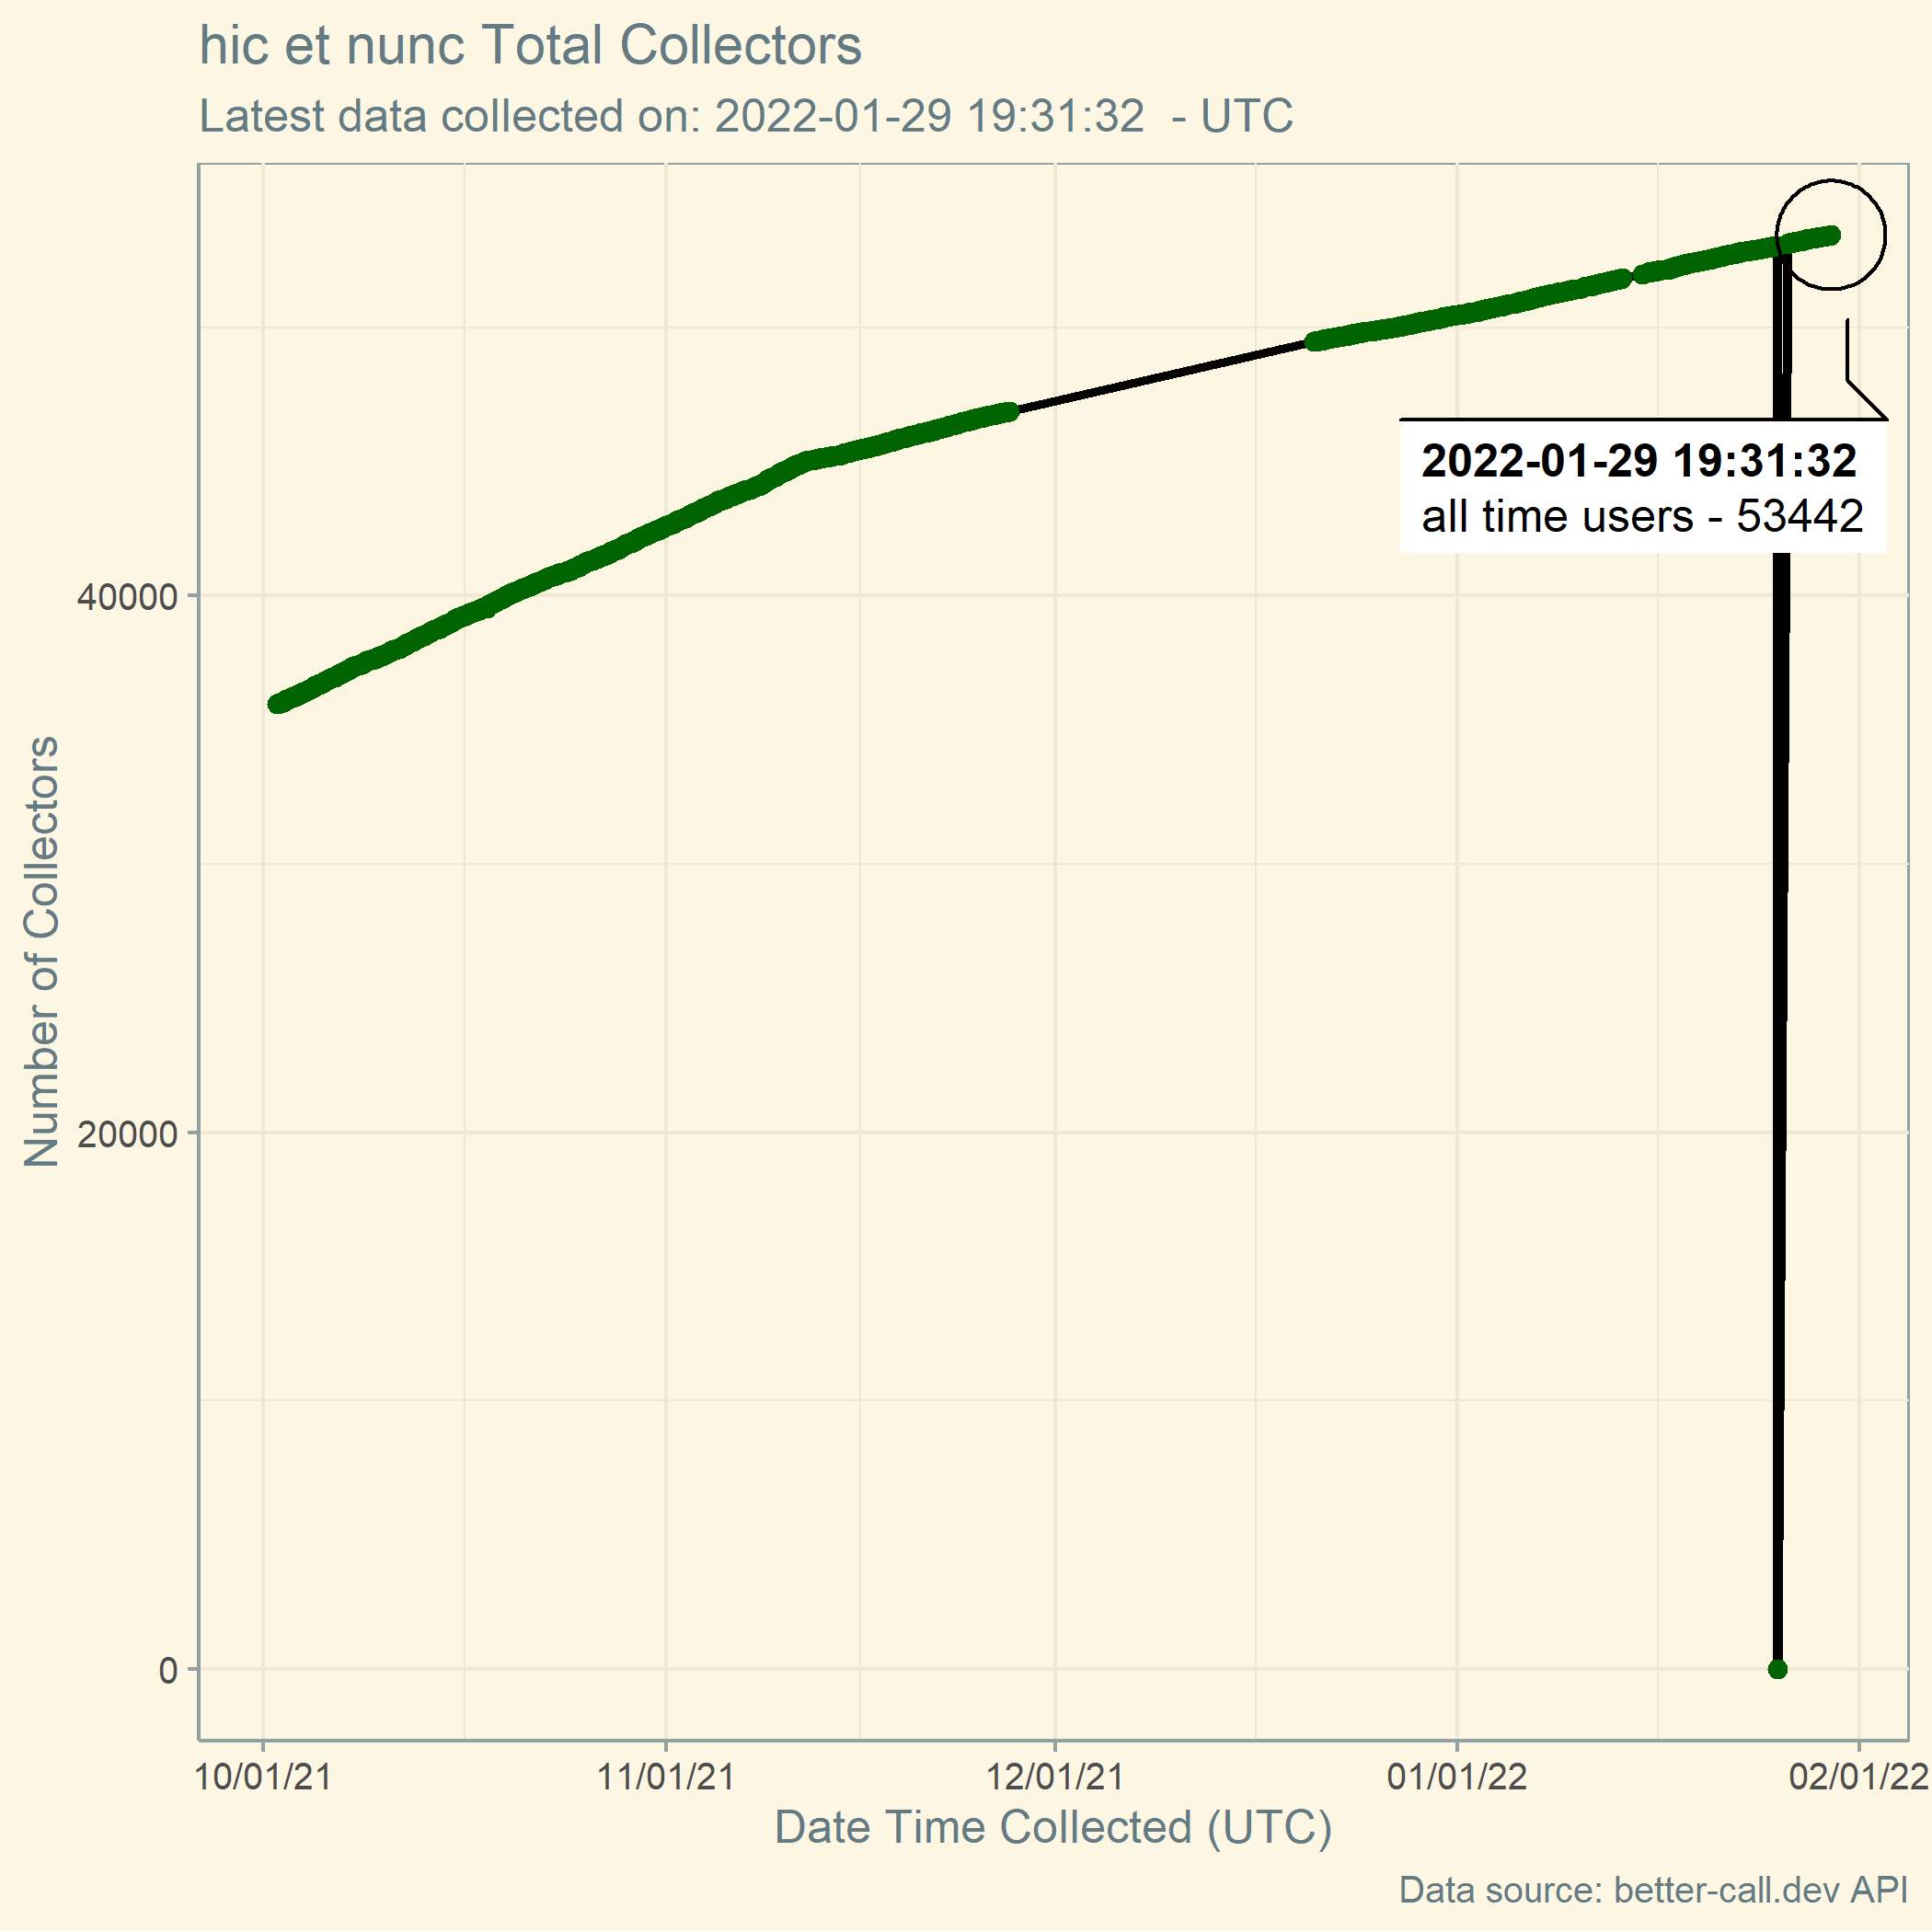 hic et nunc Total Collectors
Latest data collected on: 2022-01-29 19:31:32  - UTC
2022-01-29 19:31:32
all time users - 53442
Number of Collectors
40000
20000
0
10/01/21 11/01/21 12/01/21 01/01/22 02/01/22
Date Time Collected (UTC)
Data source: better-call.dev API